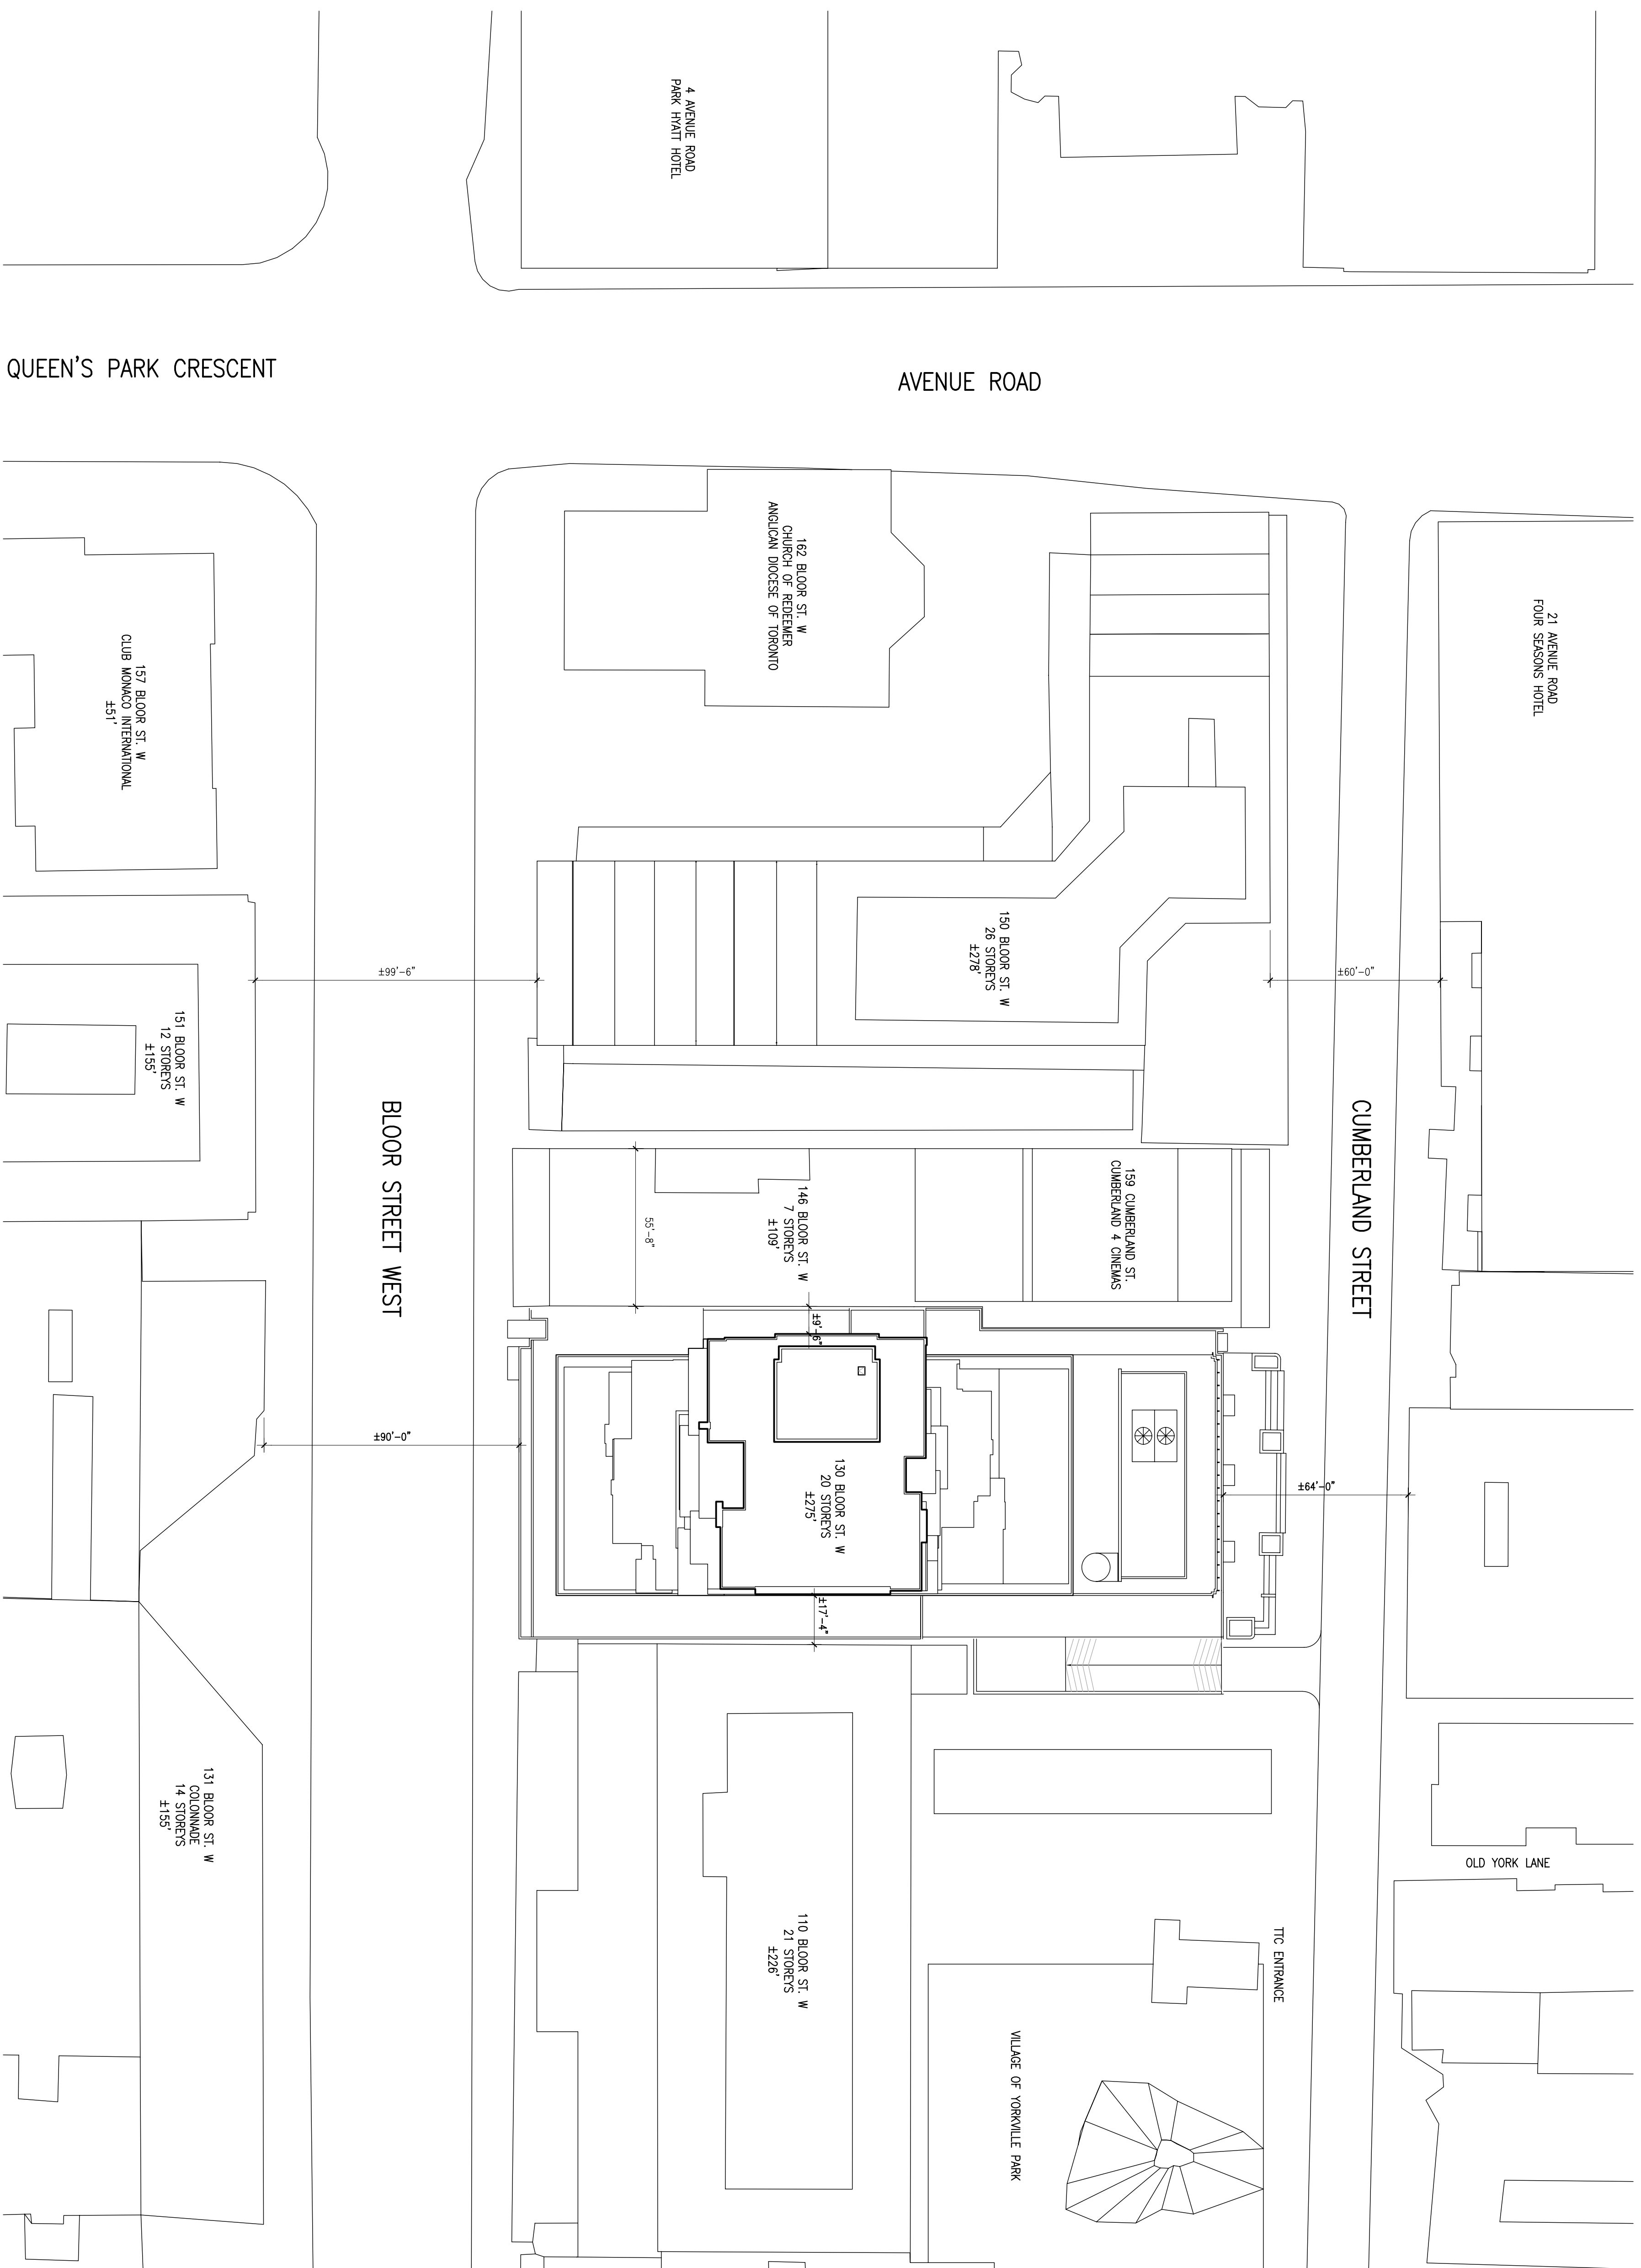 4 AVENUE ROAD
PARK HYATT HOTEL
QUEEN'S PARK CRESCENT
AVENUE ROAD
162 BLOOR ST. W
CHURCH OF REDEEMER
ANGLICAN DIOCESE OF TORONTO
21 AVENUE ROAD
FOUR SEASONS HOTEL
157 BLOOR ST. W
CLUB MONACO INTERNATIONAL
±51'
150 BLOOR ST. W
26 STOREYS
±278'
±99'-6"
±60'-0"
151 BLOOR ST. W
12 STOREYS
±155'
BLOOR STREET WEST
CUMBERLAND STREET
55'-8"
146 BLOOR ST. W
7 STOREYS
±109'
159 CUMBERLAND ST.
CUMBERLAND 4 CINEMAS
±9'-6"
±90'-0"
130 BLOOR ST. W
20 STOREYS
±275'
±64'-0"
±17'-4"
131 BLOOR ST. W
COLONNADE
14 STOREYS
±155'
OLD YORK LANE
110 BLOOR ST. W
21 STOREYS
±226'
TTC ENTRANCE
VILLAGE OF YORKVILLE PARK